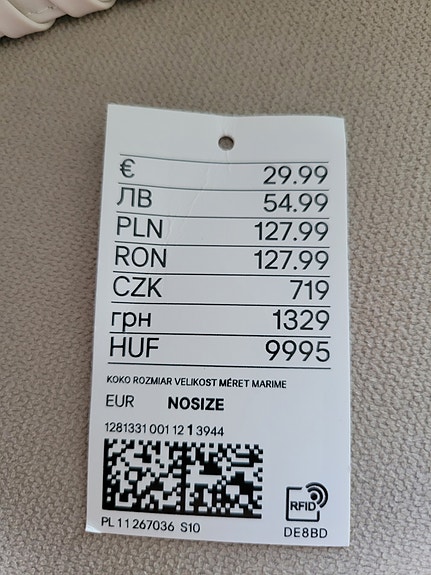 € 29.99
ЛВ 54.99
PLN 127.99
RON 127.99
CZK 719
грн 1329
HUF 9995
KOKO ROZMIAR VELIKOST MÉRET MARIME
EUR NOSIZE
1281331 001 12 1 3944
PL 11 267036 S10
RFID
DE8BD